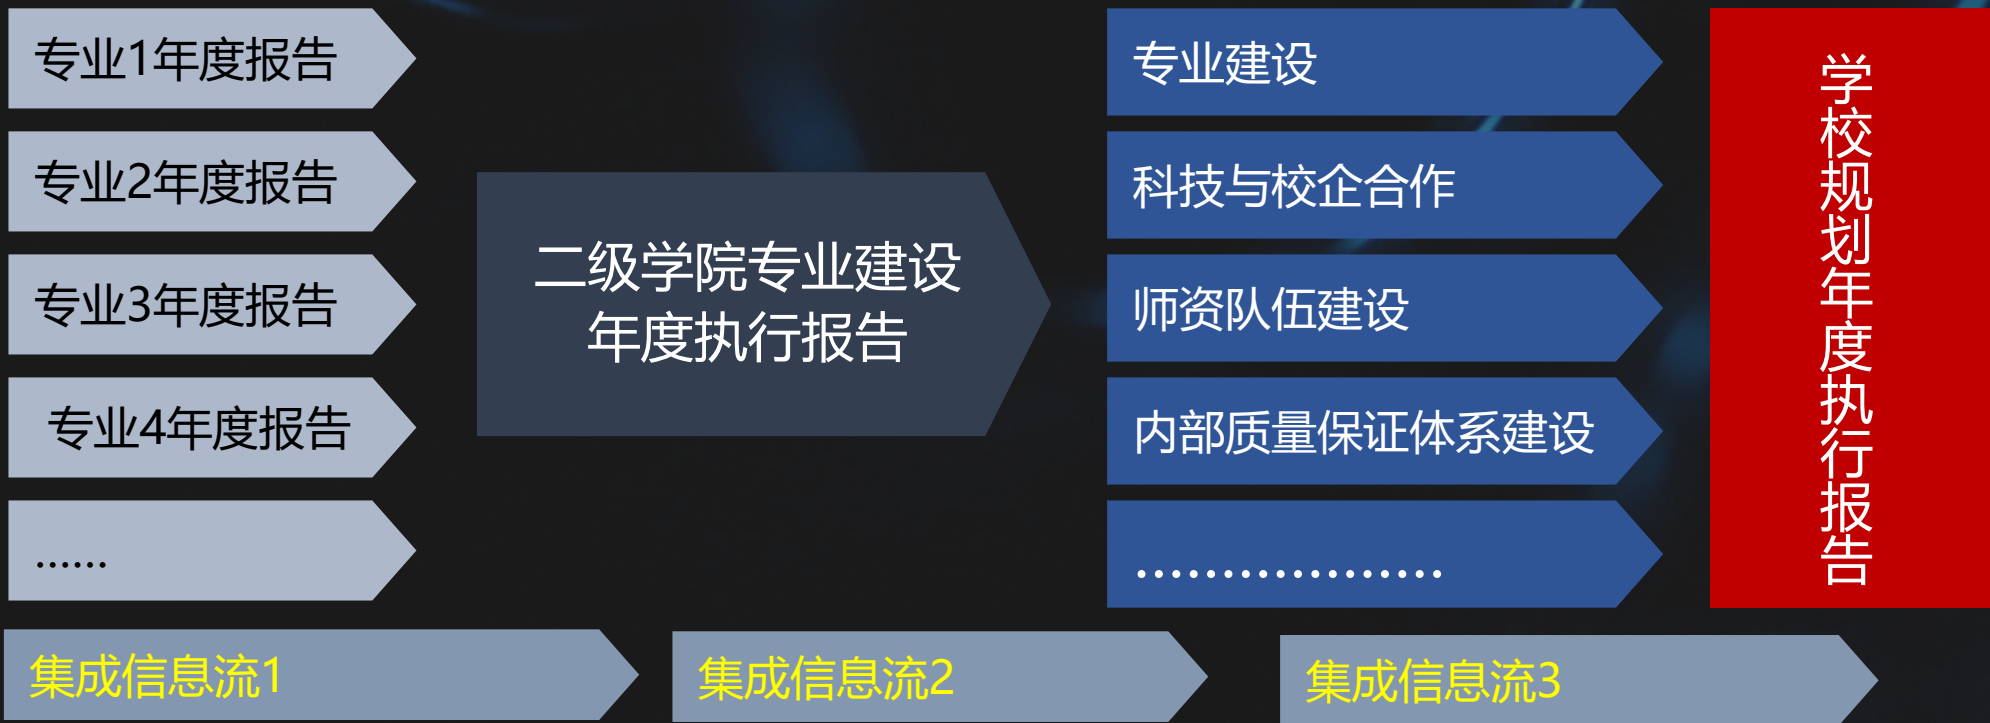 专业1年度报告
专业2年度报告
专业3年度报告
专业4年度报告
……
二级学院专业建设
年度执行报告
专业建设
科技与校企合作
师资队伍建设
内部质量保证体系建设
………………
学校规划年度执行报告
集成信息流1
集成信息流2
集成信息流3